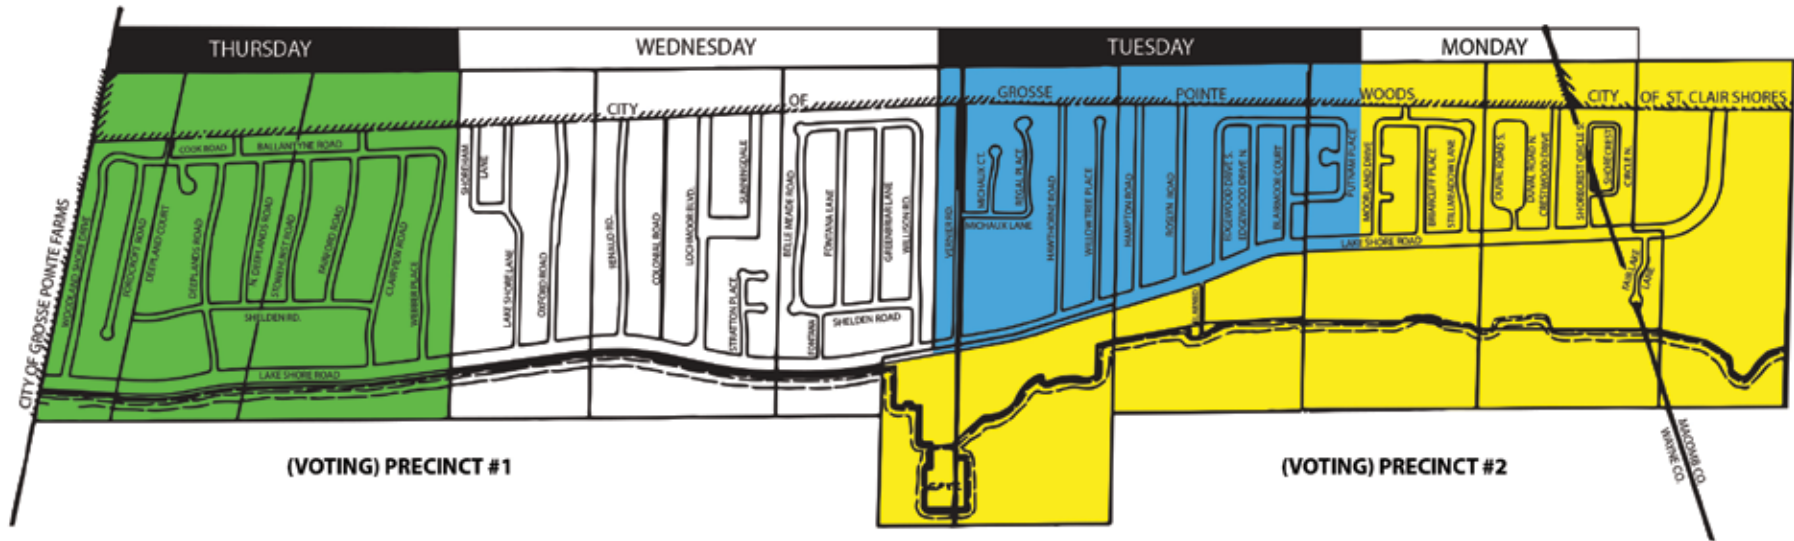 THURSDAY
WEDNESDAY
TUESDAY
MONDAY
CITY
OF
GROSSE
POINTE
WOODS
CITY
OF ST. CLAIR SHORES
CITY OF GROSSE POINTE FARMS
COOK ROAD
BALLANTYNE ROAD
WOODLAND SHORE DRIVE
FORDCROFT ROAD
DEEPLAND COURT
DEEPLANDS ROAD
N. DEEPLANDS ROAD
STONEHURST ROAD
FAIRFORD ROAD
CLAIRVIEW ROAD
WEBBER PLACE
SHELDEN RD.
LAKE SHORE ROAD
SHOREHAM
LANE
LAKE SHORE LANE
OXFORD ROAD
RENAUD RD.
COLONIAL ROAD
LOCHMOOR BLVD.
SUNNINGDALE
STRATTON PLACE
BELLE MEADE ROAD
FONTANA LANE
GREENBRIAR LANE
WILLISON RD.
FONTANA
SHELDEN ROAD
VERNIER RD.
MICHAUX CT.
REGAL PLACE
MICHAUX LANE
HAWTHORNE ROAD
WILLOW TREE PLACE
HAMPTON ROAD
ROSLYN ROAD
EDGEWOOD DRIVE S.
EDGEWOOD DRIVE N.
BLAIRMOOR COURT
PUTNAM PLACE
MOORLAND DRIVE
BRIARCLIFF PLACE
STILLMEADOW LANE
DUVAL ROAD S.
DUVAL ROAD N.
CRESTWOOD DRIVE
SHORECREST
CIRCLE N.
LAKE SHORE ROAD
FAIR LAKE
LANE
(VOTING) PRECINCT #1
(VOTING) PRECINCT #2
MACOMB CO.
WAYNE CO.